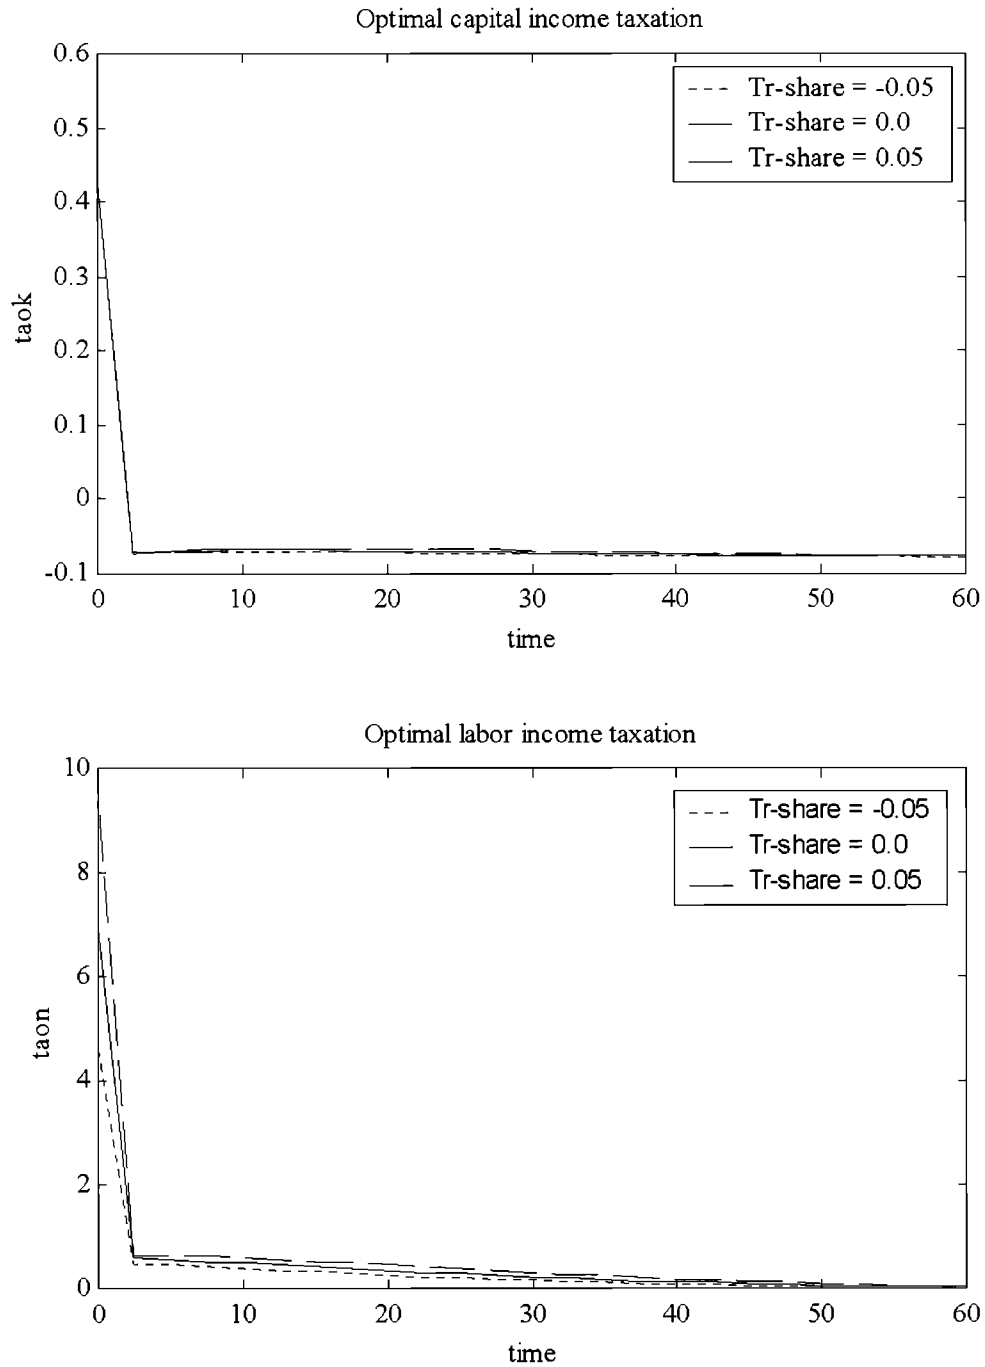 Optimal capital income taxation
0.6
0.5
0.4
0.3
0.2
0.1
0
-0.1
taok
Tr-share = -0.05
Tr-share = 0.0
Tr-share = 0.05
0 10 20 30 40 50 60
time
Optimal labor income taxation
10
8
6
4
2
0
taon
Tr-share = -0.05
Tr-share = 0.0
Tr-share = 0.05
0 10 20 30 40 50 60
time